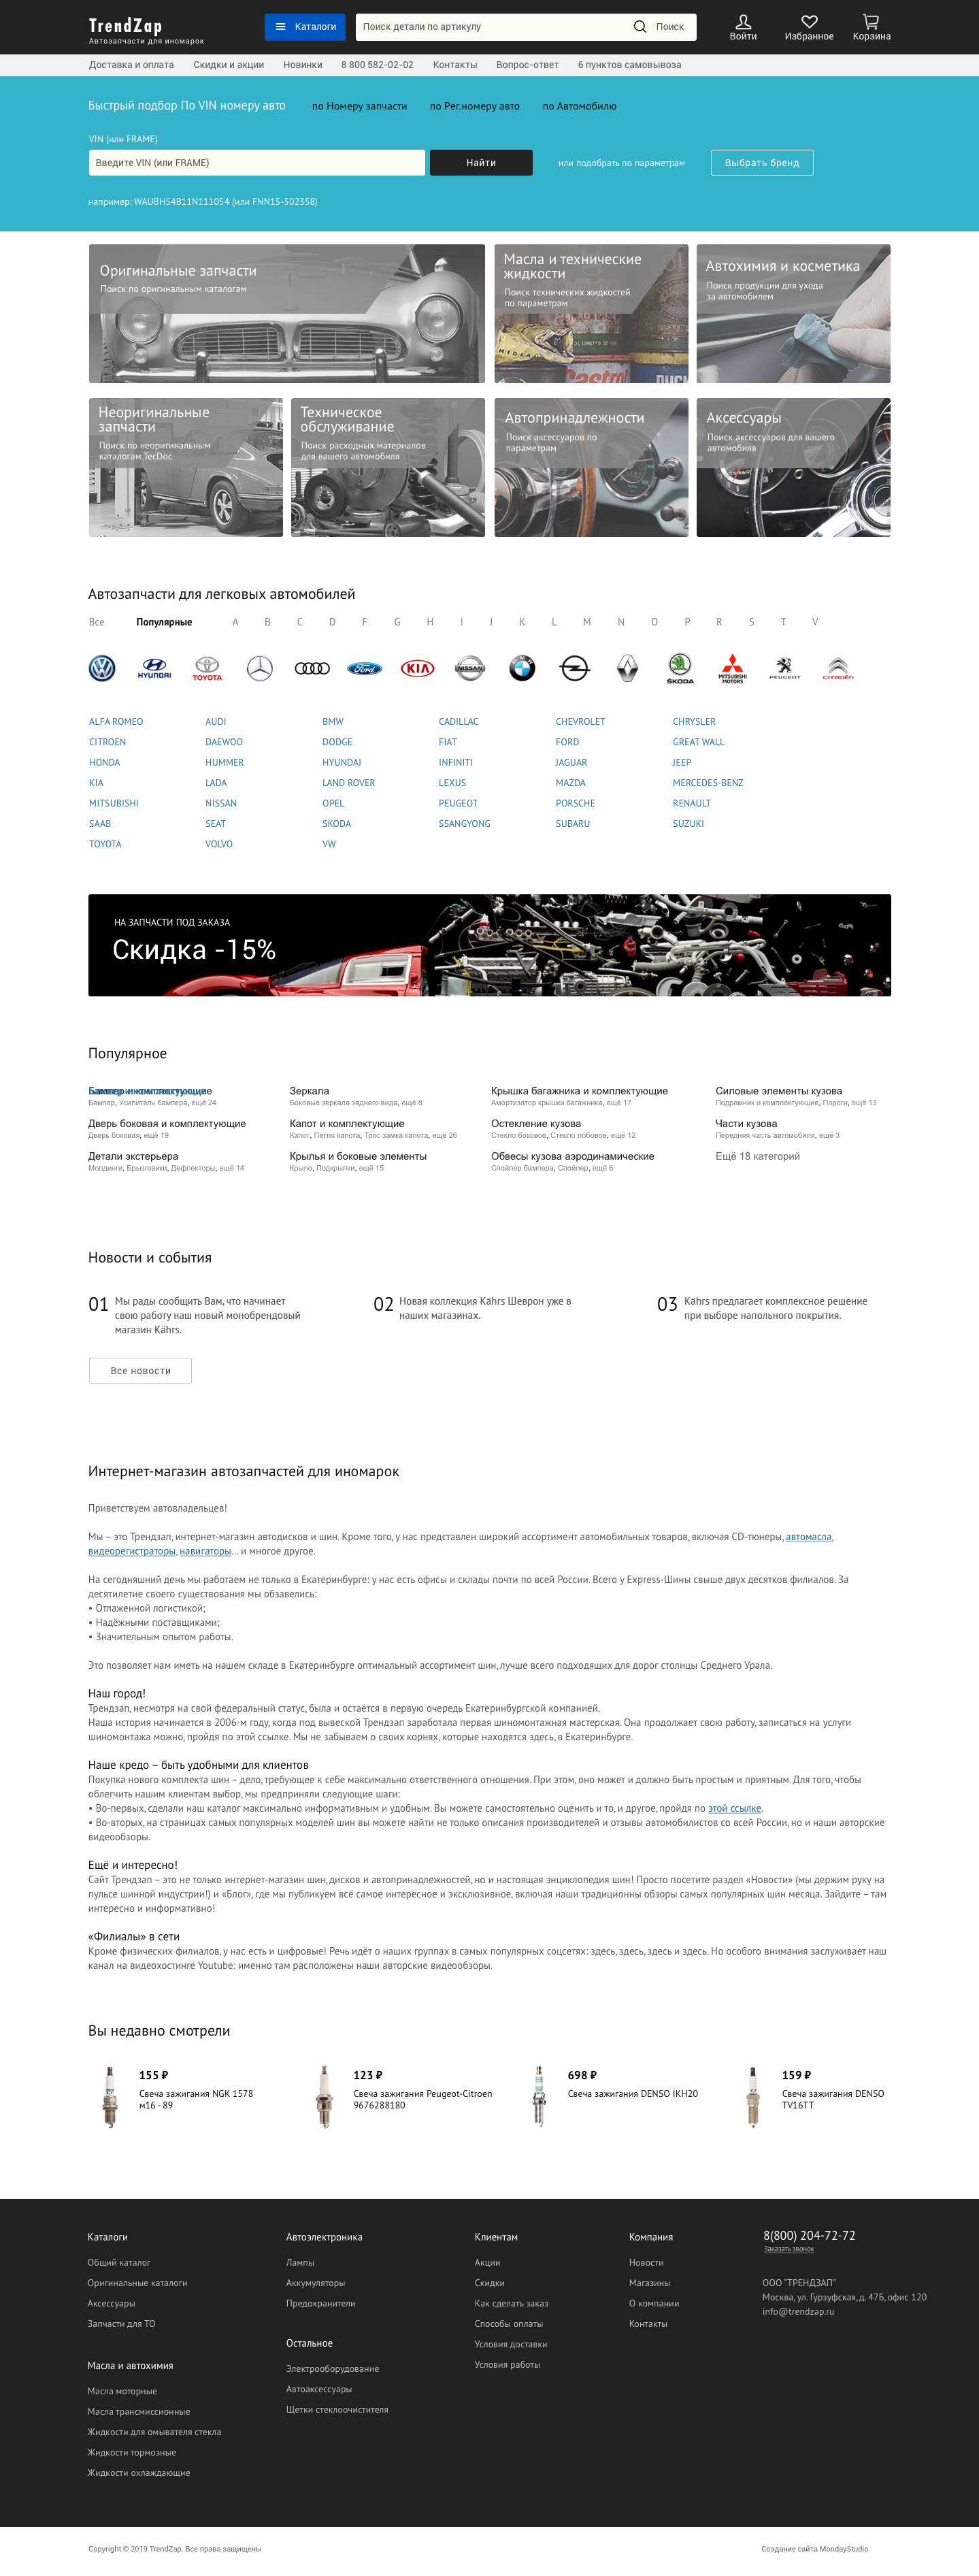 TrendZap
Автозапчасти для иномарок
Каталоги
Поиск детали по артикулу
Поиск
Войти
Избранное
Корзина
Доставка и оплата
Скидки и акции
Новинки
8 800 582-02-02
Контакты
Вопрос-ответ
6 пунктов самовывоза
Быстрый подбор По VIN номеру авто
по Номеру запчасти
по Рег.номеру авто
по Автомобилю
VIN (или FRAME)
Введите VIN (или FRAME)
Найти
или подобрать по параметрам
Выбрать бренд
например: WAUBH54B11N111054 (или FNN15-502358)
Оригинальные запчасти
Поиск по оригинальным каталогам
Масла и технические
жидкости
Поиск технических жидкостей
по параметрам
MIDLAND
Castrol
Автохимия и косметика
Поиск продукции для ухода
за автомобилем
Неоригинальные
запчасти
Поиск по неоригинальным
каталогам TecDoc
Техническое
обслуживание
Поиск расходных материалов
для вашего автомобиля
Автопринадлежности
Поиск аксессуаров по
параметрам
Аксессуары
Поиск аксессуаров для вашего
автомобиля
Автозапчасти для легковых автомобилей
Все Популярные A B C D F G H I J K L M N O P R S T V
HYUNDAI
TOYOTA
Ford
KIA
NISSAN
ŠKODA
MITSUBISHI
MOTORS
PEUGEOT
CITROËN
ALFA ROMEO AUDI BMW CADILLAC CHEVROLET CHRYSLER
CITROEN DAEWOO DODGE FIAT FORD GREAT WALL
HONDA HUMMER HYUNDAI INFINITI JAGUAR JEEP
KIA LADA LAND ROVER LEXUS MAZDA MERCEDES-BENZ
MITSUBISHI NISSAN OPEL PEUGEOT PORSCHE RENAULT
SAAB SEAT SKODA SSANGYONG SUBARU SUZUKI
TOYOTA VOLVO VW
НА ЗАПЧАСТИ ПОД ЗАКАЗА
Скидка -15%
Популярное
Бампер и комплектующие
Бампер, Усилитель бампера, ещё 24
Зеркала
Боковые зеркала заднего вида, ещё 8
Крышка багажника и комплектующие
Амортизатор крышки багажника, ещё 17
Силовые элементы кузова
Подрамник и комплектующие, Пороги, ещё 13
Дверь боковая и комплектующие
Дверь боковая, ещё 19
Капот и комплектующие
Капот, Петля капота, Трос замка капота, ещё 26
Остекление кузова
Стекло боковое, Стекло лобовое, ещё 12
Части кузова
Передняя часть автомобиля, ещё 3
Детали экстерьера
Молдинги, Брызговики, Дефлекторы, ещё 14
Крылья и боковые элементы
Крыло, Подкрылки, ещё 15
Обвесы кузова аэродинамические
Спойлер бампера, Спойлер, ещё 6
Ещё 18 категорий
Новости и события
01
Мы рады сообщить Вам, что начинает
свою работу наш новый монобрендовый
магазин Kährs.
02
Новая коллекция Kährs Шеврон уже в
наших магазинах.
03
Kährs предлагает комплексное решение
при выборе напольного покрытия.
Все новости
Интернет-магазин автозапчастей для иномарок
Приветствуем автовладельцев!
Мы – это Трендзап, интернет-магазин автодисков и шин. Кроме того, у нас представлен широкий ассортимент автомобильных товаров, включая CD-тюнеры, автомасла,
видеорегистраторы, навигаторы... и многое другое.
На сегодняшний день мы работаем не только в Екатеринбурге: у нас есть офисы и склады почти по всей России. Всего у Express-Шины свыше двух десятков филиалов. За
десятилетие своего существования мы обзавелись:
• Отлаженной логистикой;
• Надёжными поставщиками;
• Значительным опытом работы.
Это позволяет нам иметь на нашем складе в Екатеринбурге оптимальный ассортимент шин, лучше всего подходящих для дорог столицы Среднего Урала.
Наш город!
Трендзап, несмотря на свой федеральный статус, была и остаётся в первую очередь Екатеринбургской компанией.
Наша история начинается в 2006-м году, когда под вывеской Трендзап заработала первая шиномонтажная мастерская. Она продолжает свою работу, записаться на услуги
шиномонтажа можно, пройдя по этой ссылке. Мы не забываем о своих корнях, которые находятся здесь, в Екатеринбурге.
Наше кредо – быть удобными для клиентов
Покупка нового комплекта шин – дело, требующее к себе максимально ответственного отношения. При этом, оно может и должно быть простым и приятным. Для того, чтобы
облегчить нашим клиентам выбор, мы предприняли следующие шаги:
• Во-первых, сделали наш каталог максимально информативным и удобным. Вы можете самостоятельно оценить и то, и другое, пройдя по этой ссылке.
• Во-вторых, на страницах самых популярных моделей шин вы можете найти не только описания производителей и отзывы автомобилистов со всей России, но и наши авторские
видеообзоры.
Ещё и интересно!
Сайт Трендзап – это не только интернет-магазин шин, дисков и автопринадлежностей, но и настоящая энциклопедия шин! Просто посетите раздел «Новости» (мы держим руку на
пульсе шинной индустрии!) и «Блог», где мы публикуем всё самое интересное и эксклюзивное, включая наши традиционны обзоры самых популярных шин месяца. Зайдите – там
интересно и информативно!
«Филиалы» в сети
Кроме физических филиалов, у нас есть и цифровые! Речь идёт о наших группах в самых популярных соцсетях: здесь, здесь, здесь и здесь. Но особого внимания заслуживает наш
канал на видеохостинге Youtube: именно там расположены наши авторские видеообзоры.
Вы недавно смотрели
155 ₽
Свеча зажигания NGK 1578
м16 - 89
123 ₽
Свеча зажигания Peugeot-Citroen
9676288180
698 ₽
Свеча зажигания DENSO IKH20
159 ₽
Свеча зажигания DENSO
TV16TT
Каталоги
Общий каталог
Оригинальные каталоги
Аксессуары
Запчасти для ТО
Масла и автохимия
Масла моторные
Масла трансмиссионные
Жидкости для омывателя стекла
Жидкости тормозные
Жидкости охлаждающие
Автоэлектроника
Лампы
Аккумуляторы
Предохранители
Остальное
Электрооборудование
Автоаксессуары
Щетки стеклоочистителя
Клиентам
Акции
Скидки
Как сделать заказ
Способы оплаты
Условия доставки
Условия работы
Компания
Новости
Магазины
О компании
Контакты
8(800) 204-72-72
Заказать звонок
ООО "ТРЕНДЗАП"
Москва, ул. Гурзуфская, д. 47Б, офис 120
info@trendzap.ru
Copyright © 2019 TrendZap. Все права защищены
Создание сайта MondayStudio